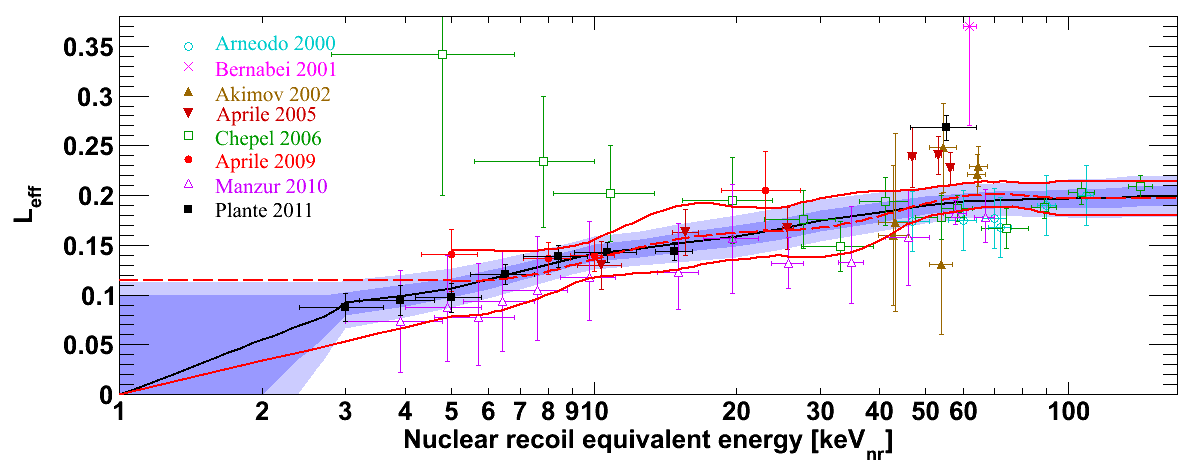 0.35
0.3
0.25
0.2
0.15
0.1
0.05
0
Leff
Arneodo 2000
Bernabei 2001
Akimov 2002
Aprile 2005
Chepel 2006
Aprile 2009
Manzur 2010
Plante 2011
1 2 3 4 5 6 7 8 9 10 20 30 40 50 60 100
Nuclear recoil equivalent energy [keVnr]